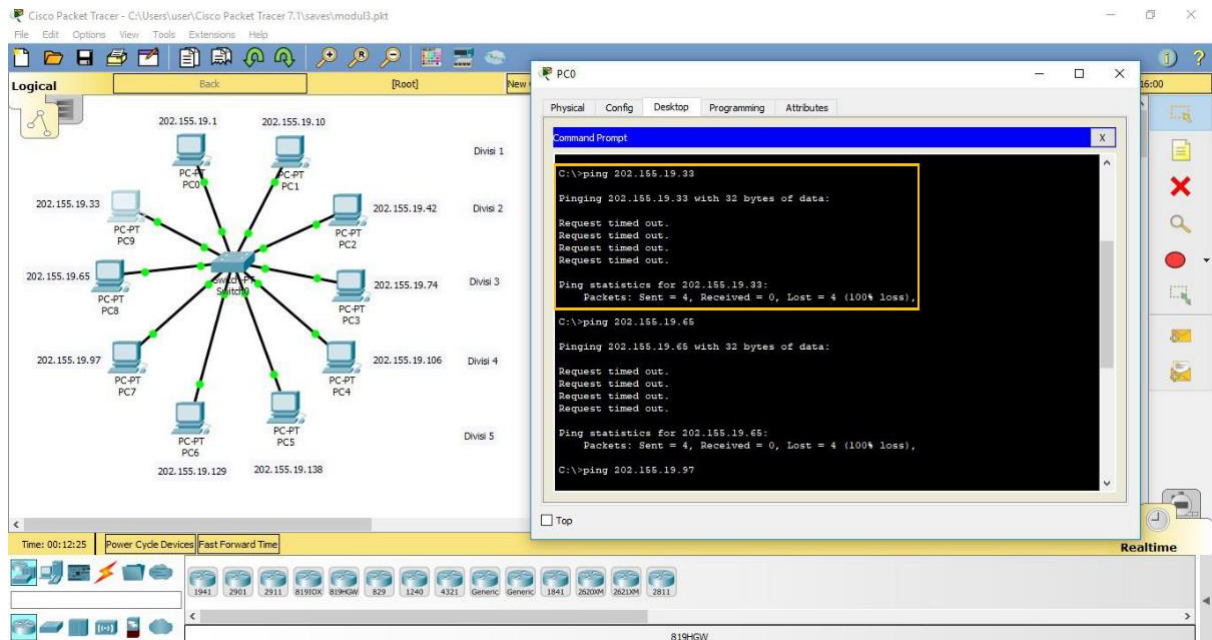 Cisco Packet Tracer - C:\Users\user\Cisco Packet Tracer 7.1\saves\modul3.pkt
File Edit Options View Tools Extensions Help
Logical
Back
[Root]
New
16:00
202.155.19.1
202.155.19.10
PC-PT
PC0
PC-PT
PC1
Divisi 1
202.155.19.33
PC-PT
PC9
202.155.19.42
PC-PT
PC2
Divisi 2
Switch-PT
Switch0
202.155.19.65
PC-PT
PC8
202.155.19.74
PC-PT
PC3
Divisi 3
202.155.19.97
PC-PT
PC7
202.155.19.106
PC-PT
PC4
Divisi 4
PC-PT
PC6
PC-PT
PC5
Divisi 5
202.155.19.129
202.155.19.138
PC0
Physical Config Desktop Programming Attributes
Command Prompt
X
C:\>ping 202.155.19.33
Pinging 202.155.19.33 with 32 bytes of data:
Request timed out.
Request timed out.
Request timed out.
Request timed out.
Ping statistics for 202.155.19.33:
Packets: Sent = 4, Received = 0, Lost = 4 (100% loss),
C:\>ping 202.155.19.65
Pinging 202.155.19.65 with 32 bytes of data:
Request timed out.
Request timed out.
Request timed out.
Request timed out.
Ping statistics for 202.155.19.65:
Packets: Sent = 4, Received = 0, Lost = 4 (100% loss),
C:\>ping 202.155.19.97
Top
Time: 00:12:25 Power Cycle Devices Fast Forward Time
Realtime
1941 2901 2911 819IOX 819HGW 829 1240 4321 Generic Generic 1841 2620XM 2621XM 2811
819HGW